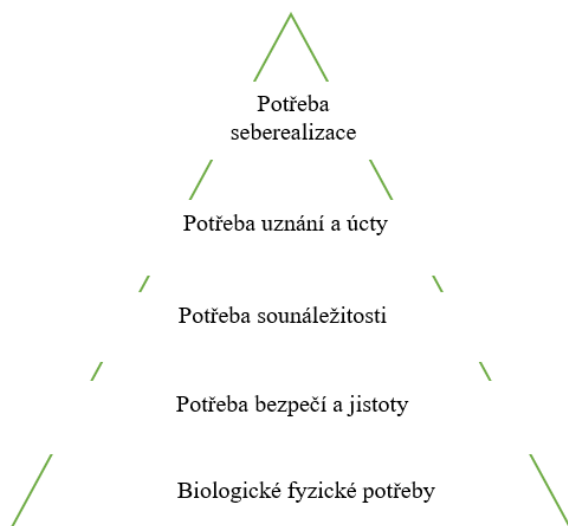 Potřeba
seberealizace
Potřeba uznání a úcty
Potřeba sounáležitosti
Potřeba bezpečí a jistoty
Biologické fyzické potřeby